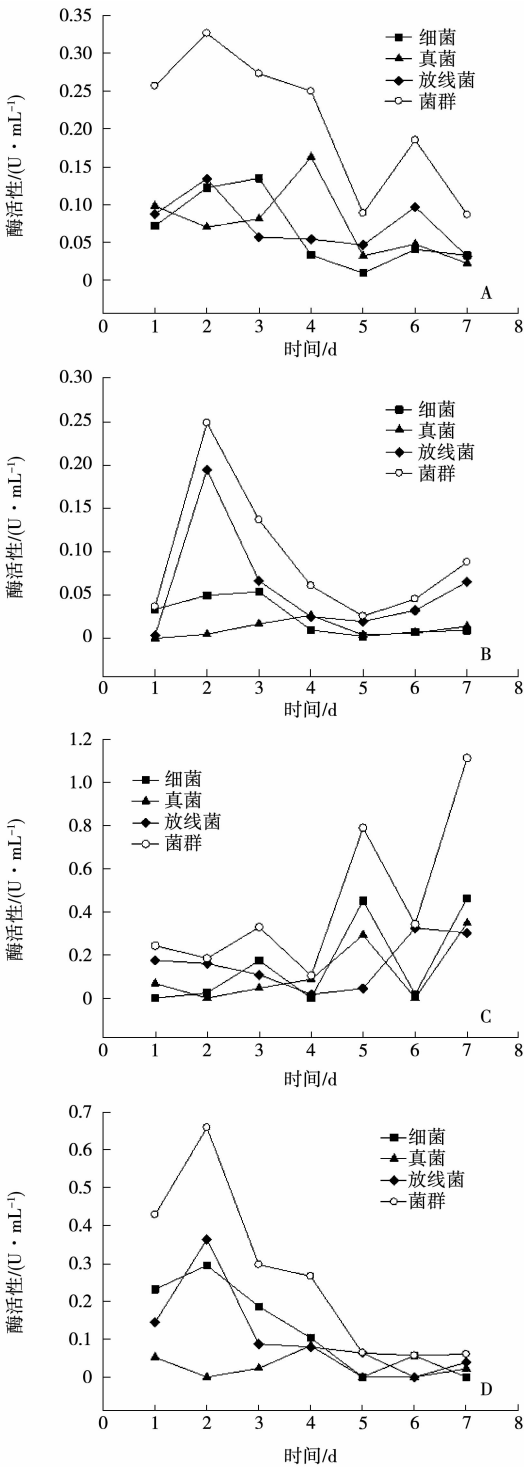 0.35
0.30
0.25
0.20
0.15
0.10
0.05
0
酶活性/(U·mL⁻¹)
细菌
真菌
放线菌
菌群
A
0 1 2 3 4 5 6 7 8
时间/d
0.30
0.25
0.20
0.15
0.10
0.05
0
酶活性/(U·mL⁻¹)
细菌
真菌
放线菌
菌群
B
0 1 2 3 4 5 6 7 8
时间/d
1.2
1.0
0.8
0.6
0.4
0.2
0
酶活性/(U·mL⁻¹)
细菌
真菌
放线菌
菌群
C
0 1 2 3 4 5 6 7 8
时间/d
0.7
0.6
0.5
0.4
0.3
0.2
0.1
0
酶活性/(U·mL⁻¹)
细菌
真菌
放线菌
菌群
D
0 1 2 3 4 5 6 7 8
时间/d